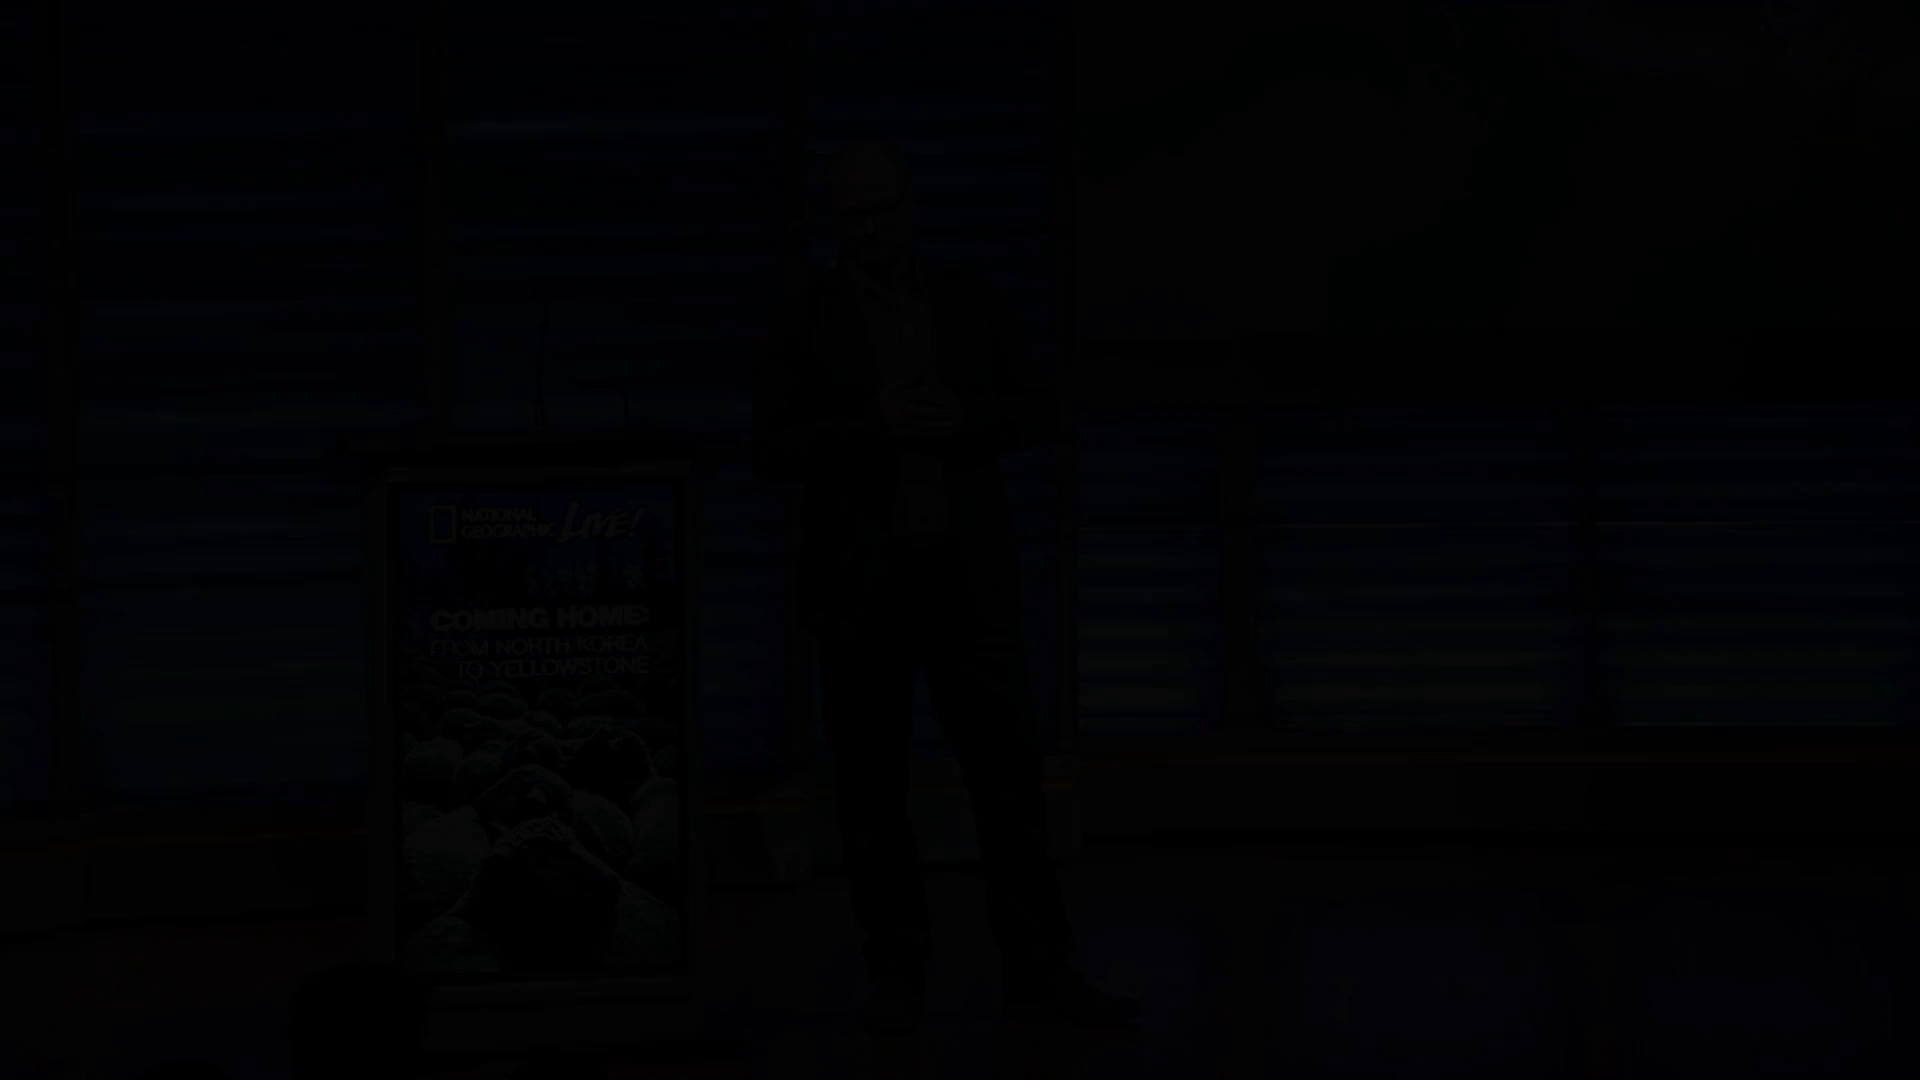 NATIONAL
GEOGRAPHIC LIVE!
COMING HOME:
FROM NORTH KOREA
TO YELLOWSTONE